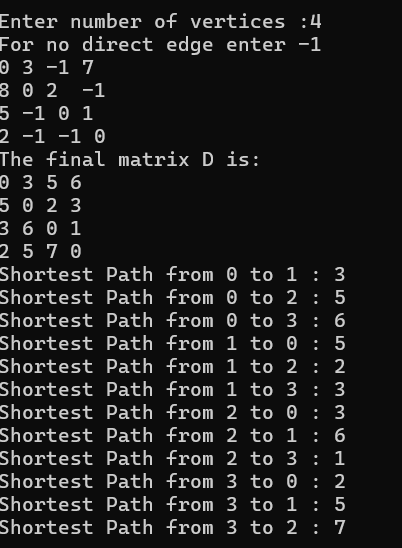 Enter number of vertices :4
For no direct edge enter -1
0 3 -1 7
8 0 2  -1
5 -1 0 1
2 -1 -1 0
The final matrix D is:
0 3 5 6
5 0 2 3
3 6 0 1
2 5 7 0
Shortest Path from 0 to 1 : 3
Shortest Path from 0 to 2 : 5
Shortest Path from 0 to 3 : 6
Shortest Path from 1 to 0 : 5
Shortest Path from 1 to 2 : 2
Shortest Path from 1 to 3 : 3
Shortest Path from 2 to 0 : 3
Shortest Path from 2 to 1 : 6
Shortest Path from 2 to 3 : 1
Shortest Path from 3 to 0 : 2
Shortest Path from 3 to 1 : 5
Shortest Path from 3 to 2 : 7